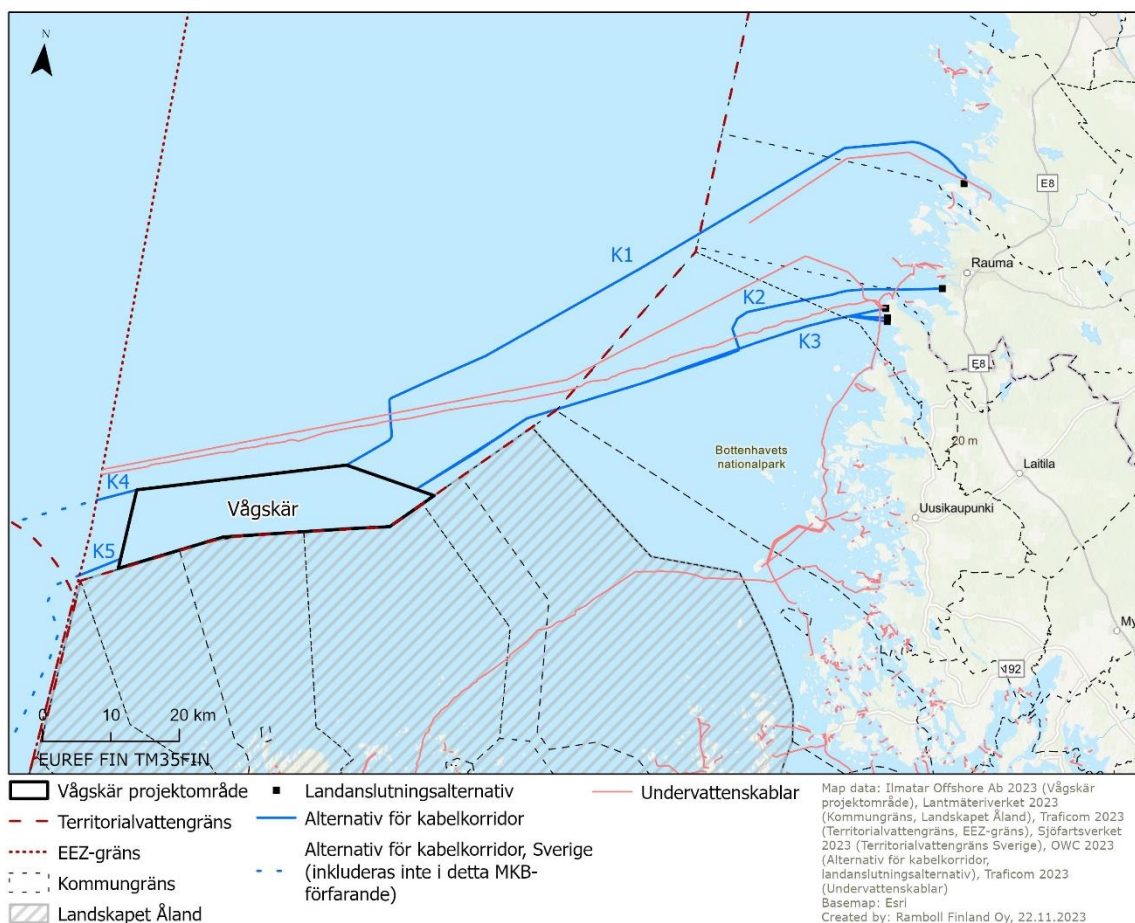 N
K1
E8
Rauma
K2
K3
E8
K4
Vågskär
Bottenhavets
nationalpark
20 m
Laitila
Uusikaupunki
K5
My
192
0 10 20 km
EUREF FIN TM35FIN
Vågskär projektområde
Territorialvattengräns
EEZ-gräns
Kommungräns
Landskapet Åland
Landanslutningsalternativ
Alternativ för kabelkorridor
Alternativ för kabelkorridor, Sverige
(inkluderas inte i detta MKB-
förfarande)
Undervattenskablar
Map data: Ilmatar Offshore Ab 2023 (Vågskär
projektområde), Lantmäteriverket 2023
(Kommungräns, Landskapet Åland), Traficom 2023
(Territorialvattengräns, EEZ-gräns), Sjöfartsverket
2023 (Territorialvattengräns Sverige), OWC 2023
(Alternativ för kabelkorridor,
landanslutningsalternativ), Traficom 2023
(Undervattenskablar)
Basemap: Esri
Created by: Ramboll Finland Oy, 22.11.2023